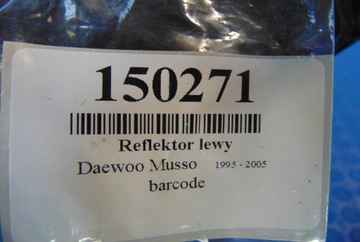 150271
Reflektor lewy
Daewoo Musso 1995 - 2005
barcode